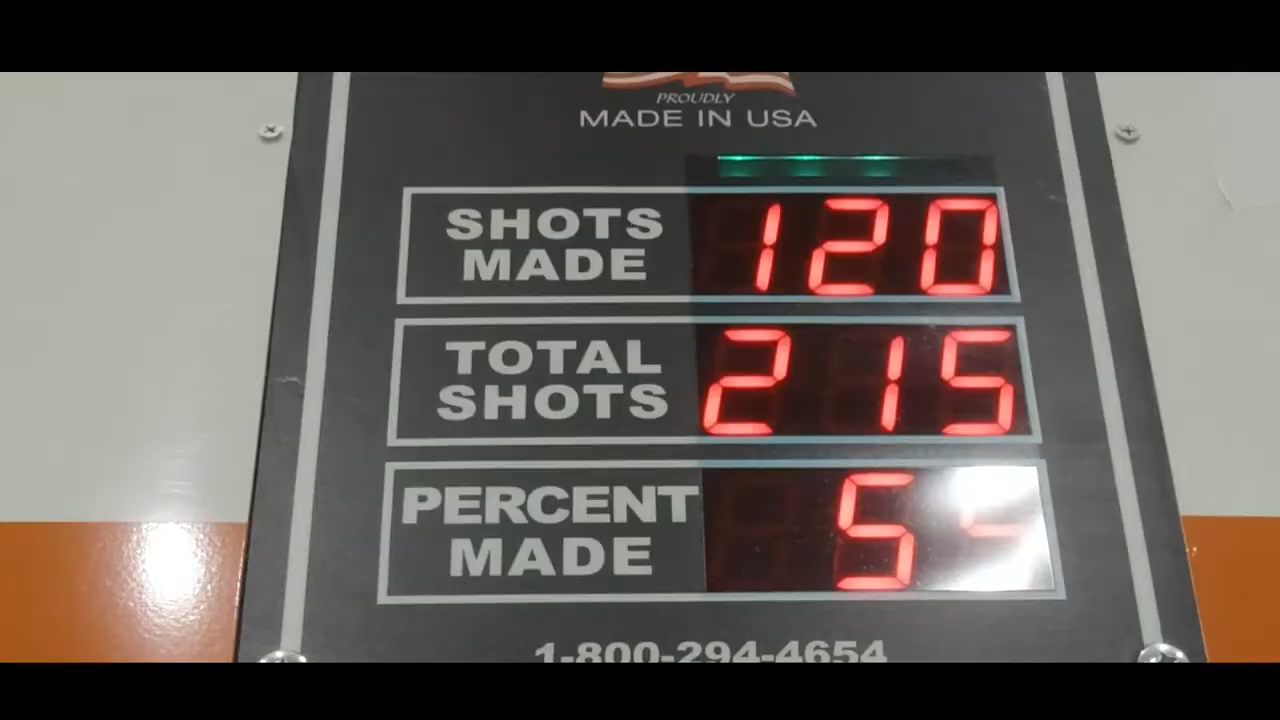 PROUDLY
MADE IN USA
SHOTS
MADE
120
TOTAL
SHOTS
215
PERCENT
MADE
5
1-800-294-4654